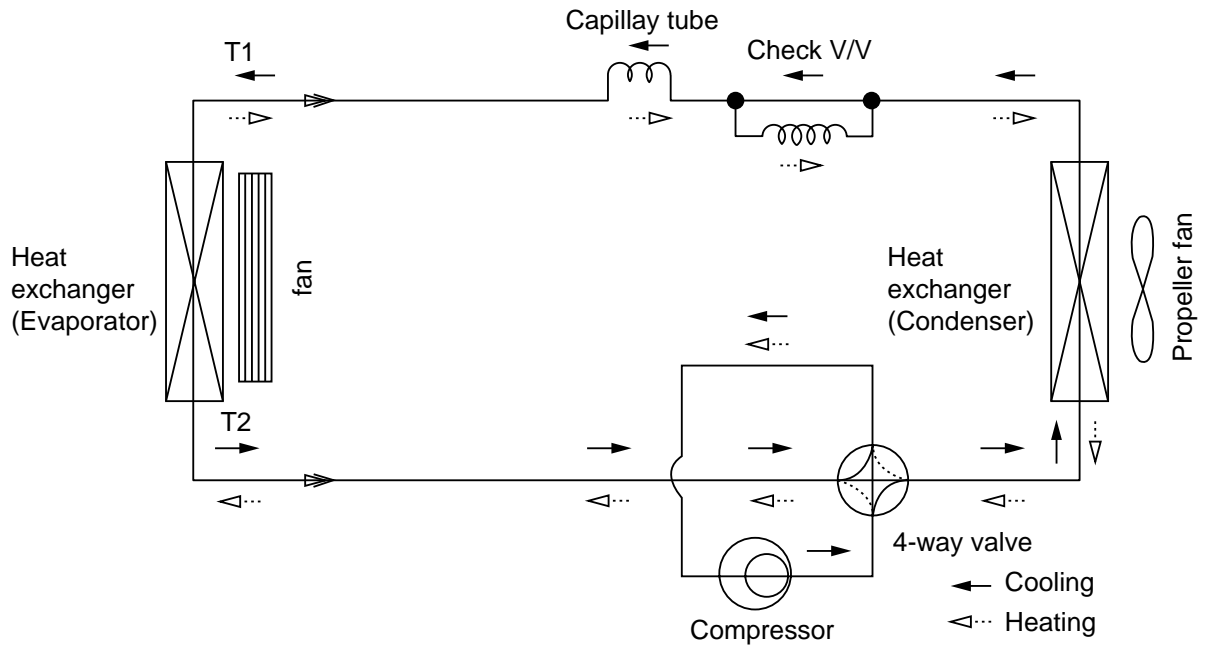 Capillay tube
T1
Check V/V
Heat
exchanger
(Evaporator)
fan
Heat
exchanger
(Condenser)
Propeller fan
T2
4-way valve
Cooling
Heating
Compressor